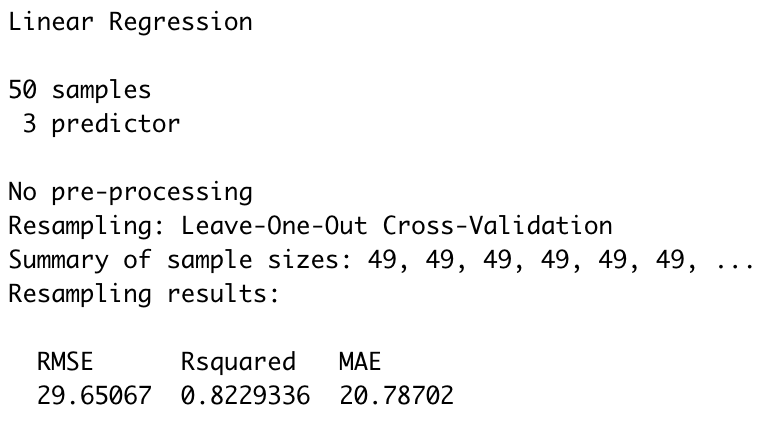 Linear Regression
50 samples
3 predictor
No pre-processing
Resampling: Leave-One-Out Cross-Validation
Summary of sample sizes: 49, 49, 49, 49, 49, 49, ...
Resampling results:
RMSE Rsquared MAE
29.65067 0.8229336 20.78702